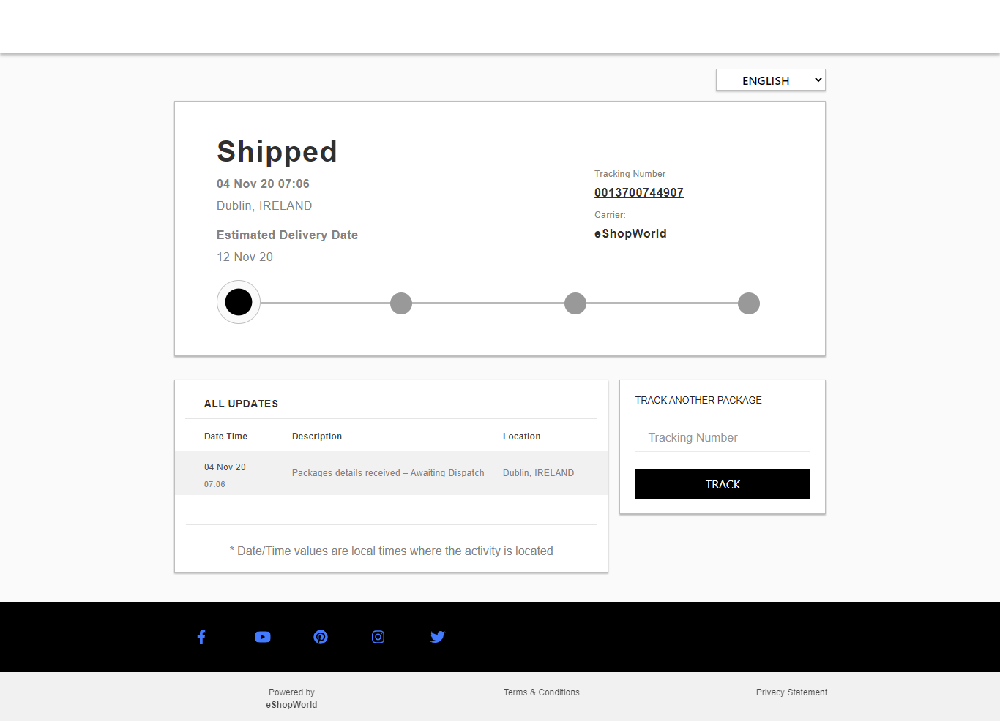 ENGLISH
Shipped
04 Nov 20 07:06
Dublin, IRELAND
Estimated Delivery Date
12 Nov 20
Tracking Number
0013700744907
Carrier:
eShopWorld
ALL UPDATES
Date Time Description Location
04 Nov 20
07:06
Packages details received – Awaiting Dispatch
Dublin, IRELAND
* Date/Time values are local times where the activity is located
TRACK ANOTHER PACKAGE
Tracking Number
TRACK
Powered by
eShopWorld
Terms & Conditions
Privacy Statement